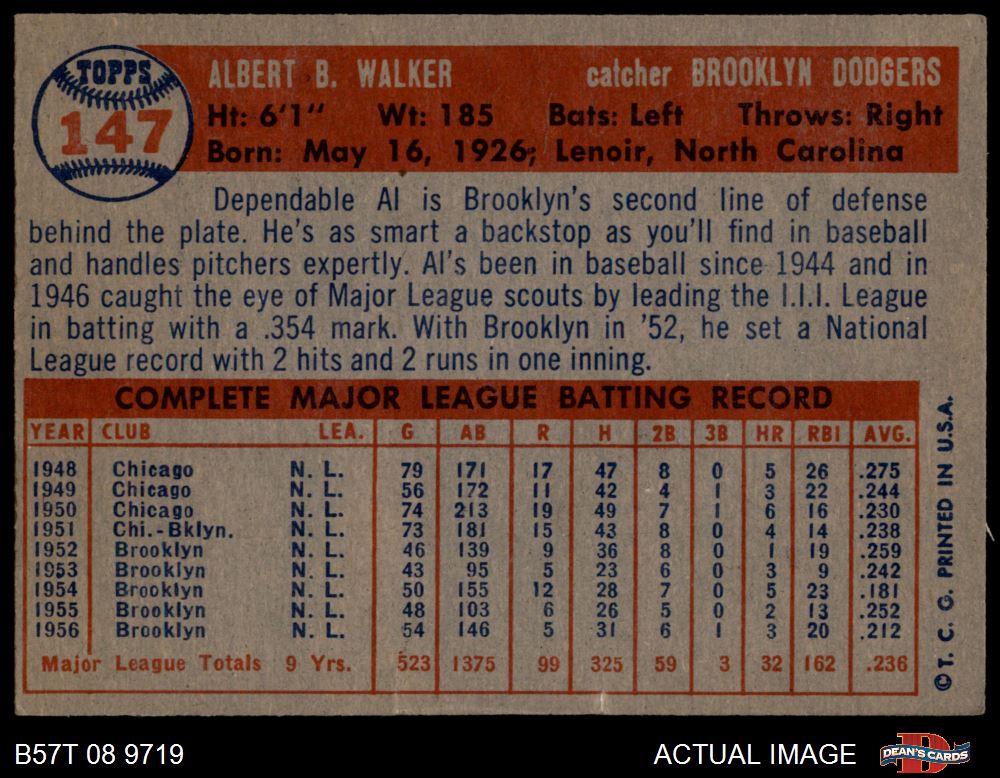 TOPPS
147
ALBERT B. WALKER catcher BROOKLYN DODGERS
Ht: 6'1" Wt: 185 Bats: Left Throws: Right
Born: May 16, 1926; Lenoir, North Carolina
Dependable Al is Brooklyn's second line of defense
behind the plate. He's as smart a backstop as you'll find in baseball
and handles pitchers expertly. Al's been in baseball since 1944 and in
1946 caught the eye of Major League scouts by leading the I.I.I. League
in batting with a .354 mark. With Brooklyn in '52, he set a National
League record with 2 hits and 2 runs in one inning.
COMPLETE MAJOR LEAGUE BATTING RECORD
YEAR CLUB LEA. G AB R H 2B 3B HR RBI AVG.
1948 Chicago N. L. 79 171 17 47 8 0 5 26 .275
1949 Chicago N. L. 56 172 11 42 4 1 3 22 .244
1950 Chicago N. L. 74 213 19 49 7 1 6 16 .230
1951 Chi.-Bklyn. N. L. 73 181 15 43 8 0 4 14 .238
1952 Brooklyn N. L. 46 139 9 36 8 0 1 19 .259
1953 Brooklyn N. L. 43 95 5 23 6 0 3 9 .242
1954 Brooklyn N. L. 50 155 12 28 7 0 5 23 .181
1955 Brooklyn N. L. 48 103 6 26 5 0 2 13 .252
1956 Brooklyn N. L. 54 146 5 31 6 1 3 20 .212
Major League Totals 9 Yrs. 523 1375 99 325 59 3 32 162 .236
© T. C. G. PRINTED IN U.S.A.
B57T 08 9719 ACTUAL IMAGE
D
DEAN'S CARDS